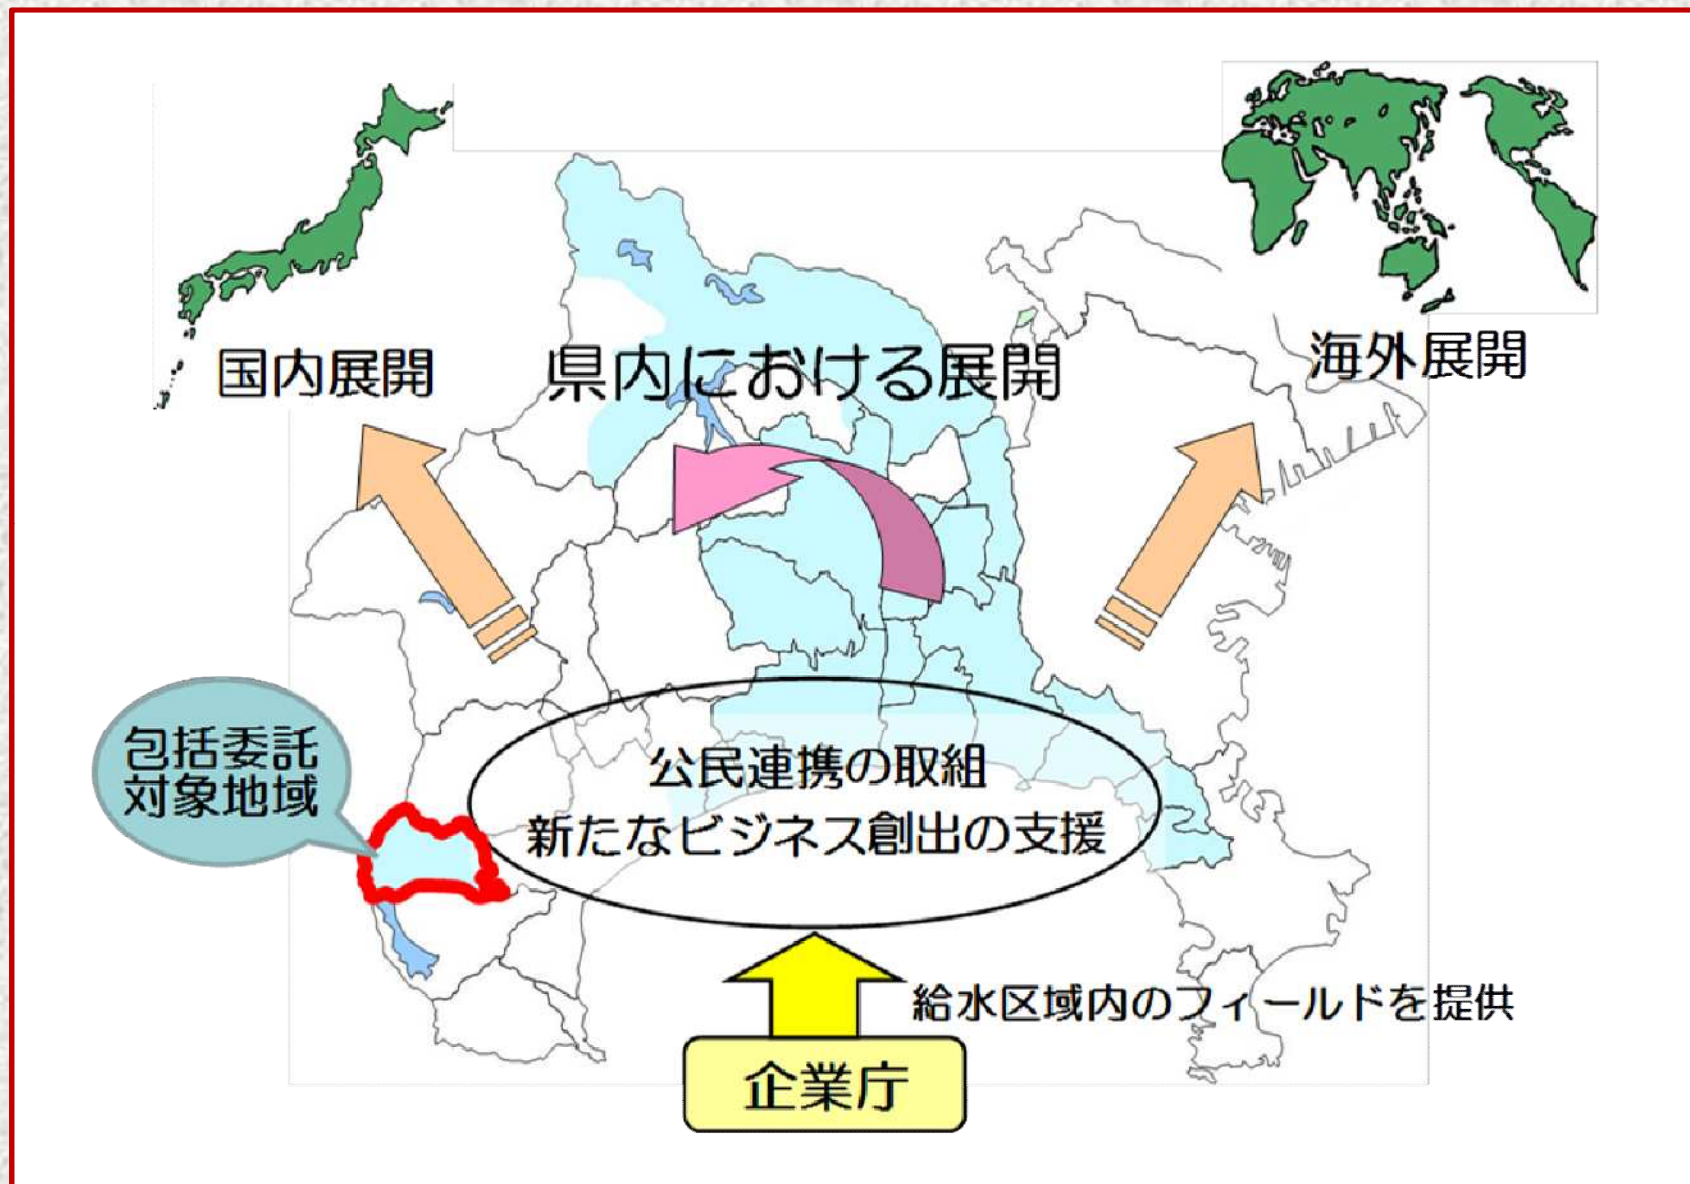 国内展開
県内における展開
海外展開
包括委託
対象地域
公民連携の取組
新たなビジネス創出の支援
給水区域内のフィールドを提供
企業庁